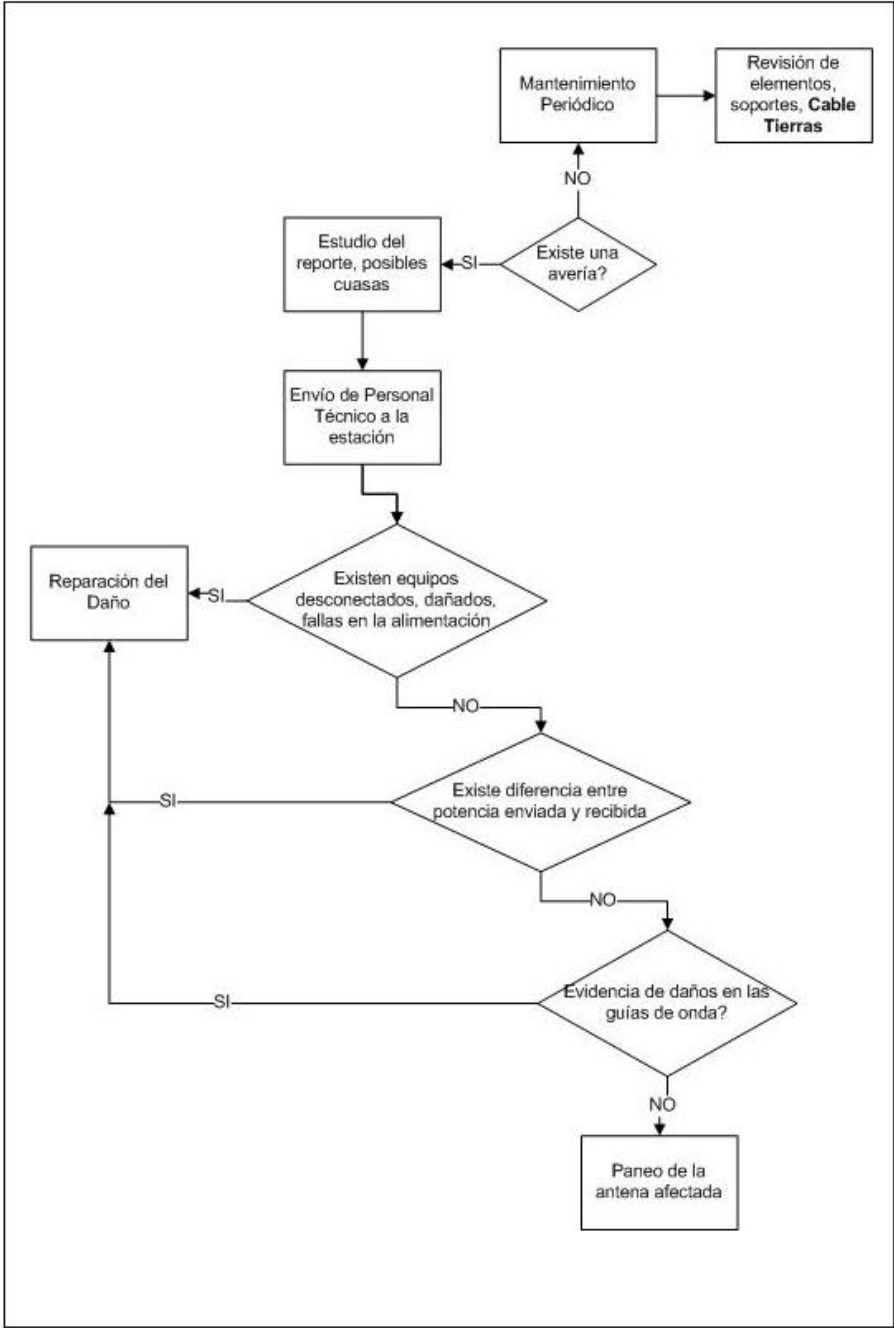 Mantenimiento
Periódico
Revisión de
elementos,
soportes, Cable
Tierras
NO
Estudio del
reporte, posibles
cuasas
SI
Existe una
avería?
Envío de Personal
Técnico a la
estación
Reparación del
Daño
SI
Existen equipos
desconectados, dañados,
fallas en la alimentación
NO
SI
Existe diferencia entre
potencia enviada y recibida
NO
SI
Evidencia de daños en las
guías de onda?
NO
Paneo de la
antena afectada